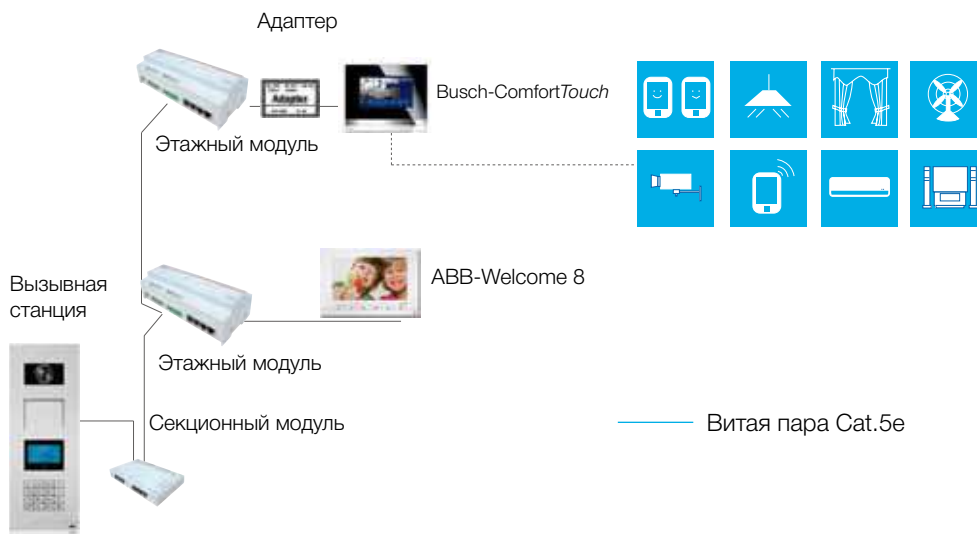 Адаптер
Adapter
Busch-ComfortTouch
Этажный модуль
ABB-Welcome 8
Вызывная
станция
Этажный модуль
Секционный модуль
Витая пара Cat.5e